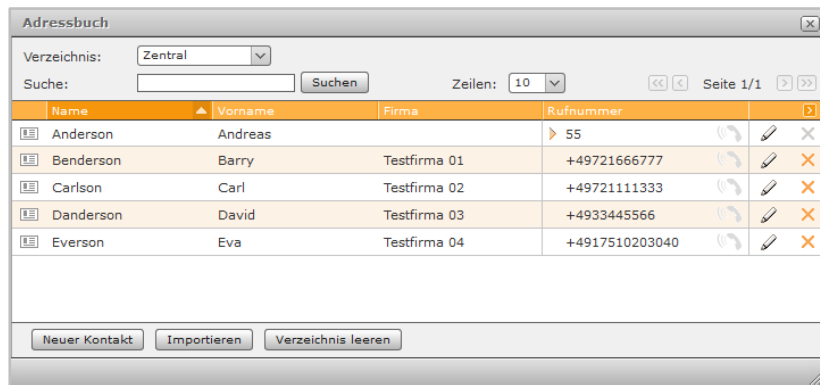 Adressbuch
Verzeichnis: Zentral
Suche: Suchen Zeilen: 10 Seite 1/1
Name Vorname Firma Rufnummer
Anderson Andreas 55
Benderson Barry Testfirma 01 +49721666777
Carlson Carl Testfirma 02 +49721111333
Danderson David Testfirma 03 +4933445566
Everson Eva Testfirma 04 +4917510203040
Neuer Kontakt Importieren Verzeichnis leeren